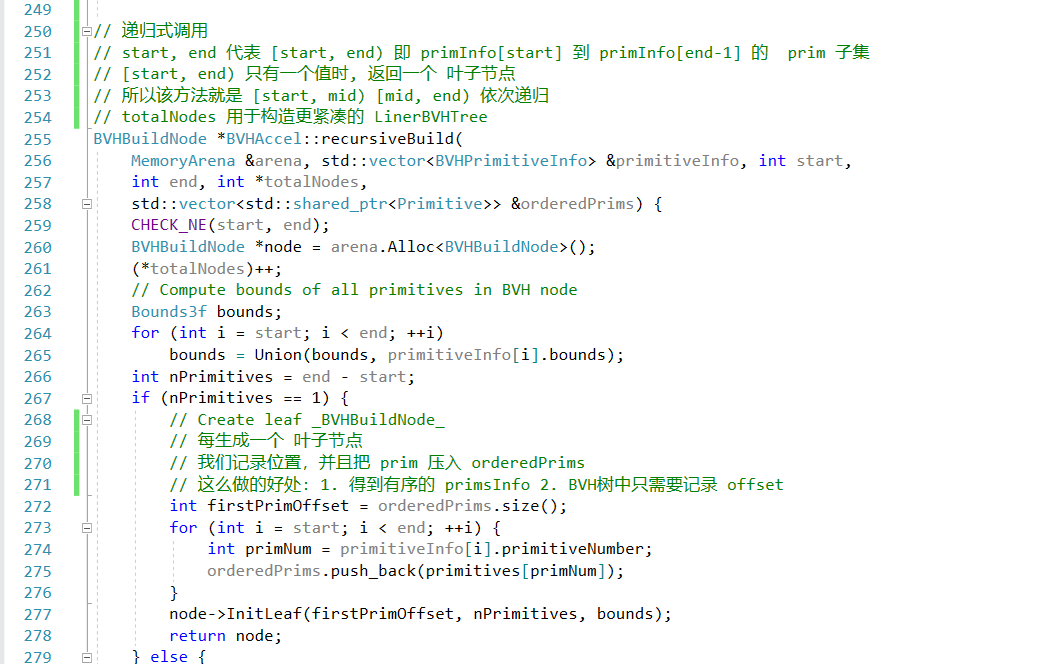 249
250 // 递归式调用
251 // start, end 代表 [start, end) 即 primInfo[start] 到 primInfo[end-1] 的  prim 子集
252 // [start, end) 只有一个值时, 返回一个 叶子节点
253 // 所以该方法就是 [start, mid) [mid, end) 依次递归
254 // totalNodes 用于构造更紧凑的 LinerBVHTree
255 BVHBuildNode *BVHAccel::recursiveBuild(
256     MemoryArena &arena, std::vector<BVHPrimitiveInfo> &primitiveInfo, int start,
257     int end, int *totalNodes,
258     std::vector<std::shared_ptr<Primitive>> &orderedPrims) {
259     CHECK_NE(start, end);
260     BVHBuildNode *node = arena.Alloc<BVHBuildNode>();
261     (*totalNodes)++;
262     // Compute bounds of all primitives in BVH node
263     Bounds3f bounds;
264     for (int i = start; i < end; ++i)
265         bounds = Union(bounds, primitiveInfo[i].bounds);
266     int nPrimitives = end - start;
267     if (nPrimitives == 1) {
268         // Create leaf _BVHBuildNode_
269         // 每生成一个 叶子节点
270         // 我们记录位置, 并且把 prim 压入 orderedPrims
271         // 这么做的好处: 1. 得到有序的 primsInfo 2. BVH树中只需要记录 offset
272         int firstPrimOffset = orderedPrims.size();
273         for (int i = start; i < end; ++i) {
274             int primNum = primitiveInfo[i].primitiveNumber;
275             orderedPrims.push_back(primitives[primNum]);
276         }
277         node->InitLeaf(firstPrimOffset, nPrimitives, bounds);
278         return node;
279     } else {